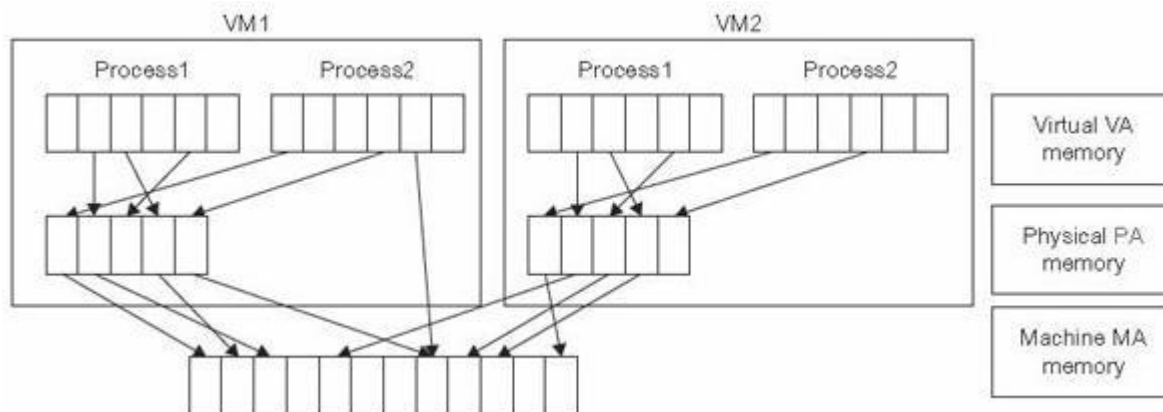 VM1
VM2
Process1
Process2
Process1
Process2
Virtual VA
memory
Physical PA
memory
Machine MA
memory